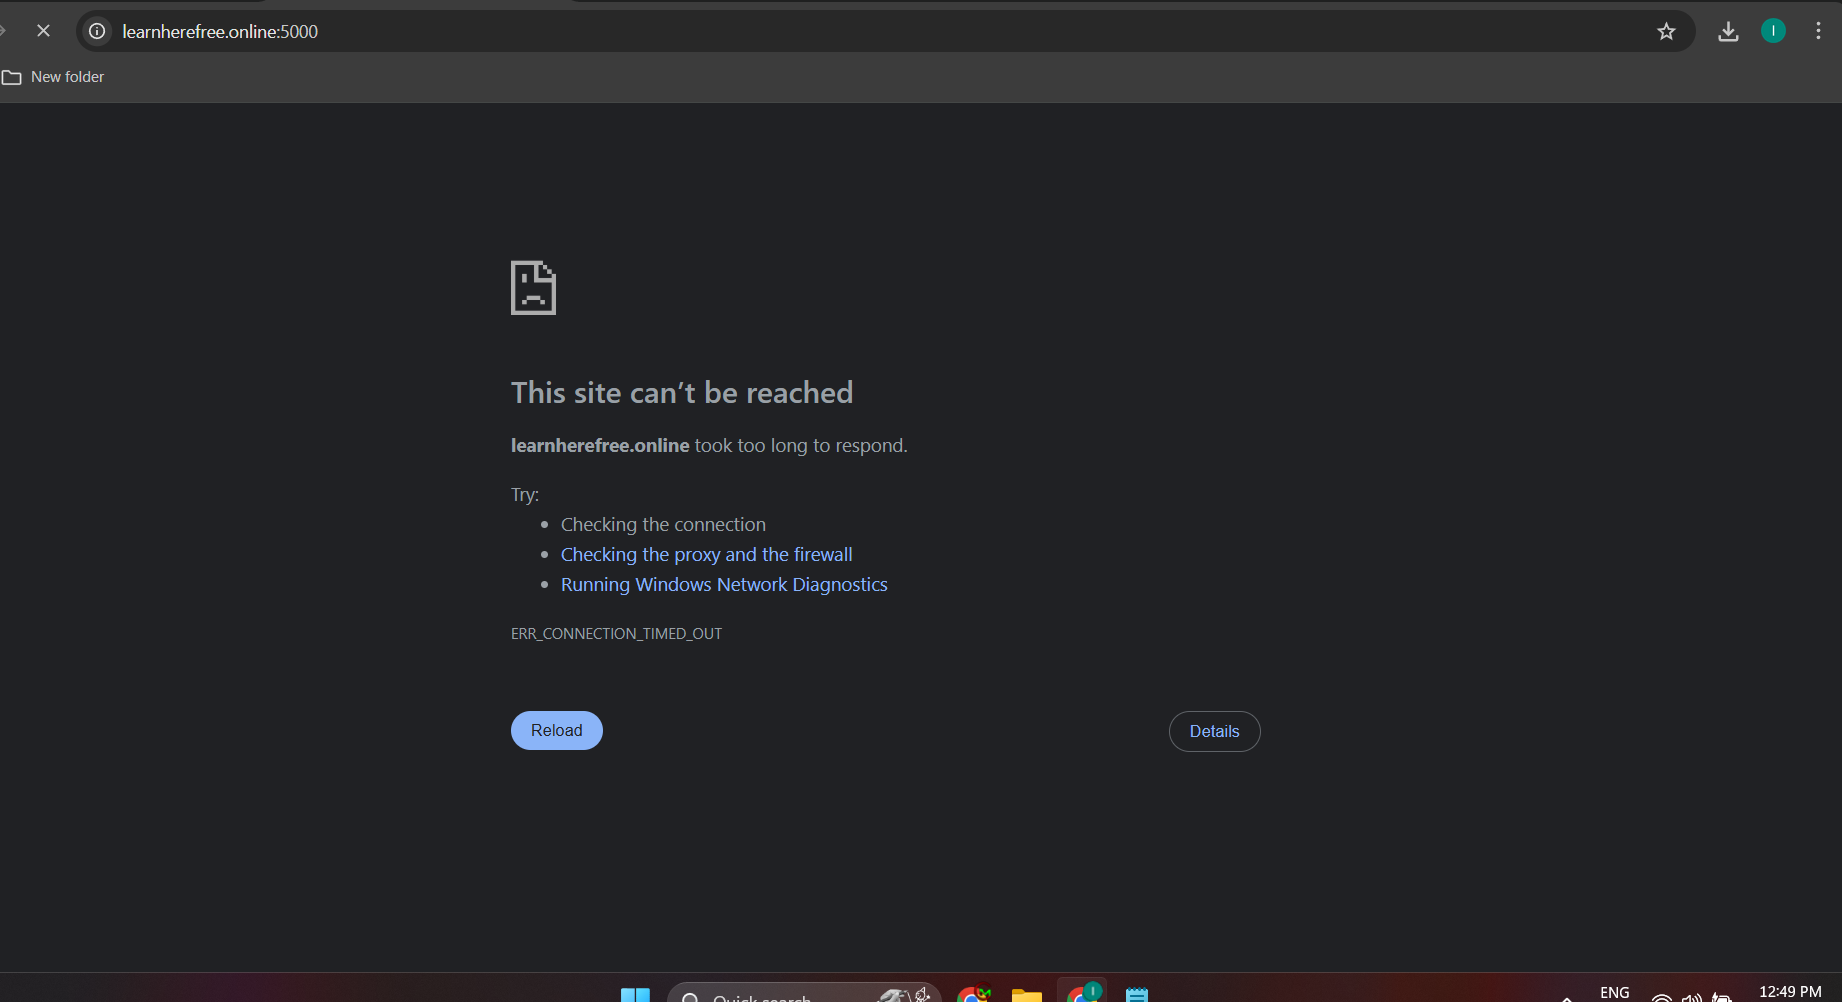 learnherefree.online:5000
I
New folder
This site can’t be reached
learnherefree.online took too long to respond.
Try:
Checking the connection
Checking the proxy and the firewall
Running Windows Network Diagnostics
ERR_CONNECTION_TIMED_OUT
Reload
Details
Quick search
I
ENG
12:49 PM